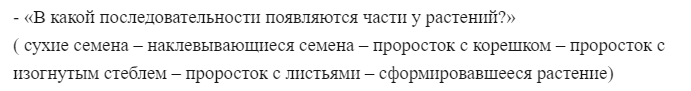 - «В какой последовательности появляются части у растений?»
( сухие семена – наклевывающиеся семена – проросток с корешком – проросток с
изогнутым стеблем – проросток с листьями – сформировавшееся растение)